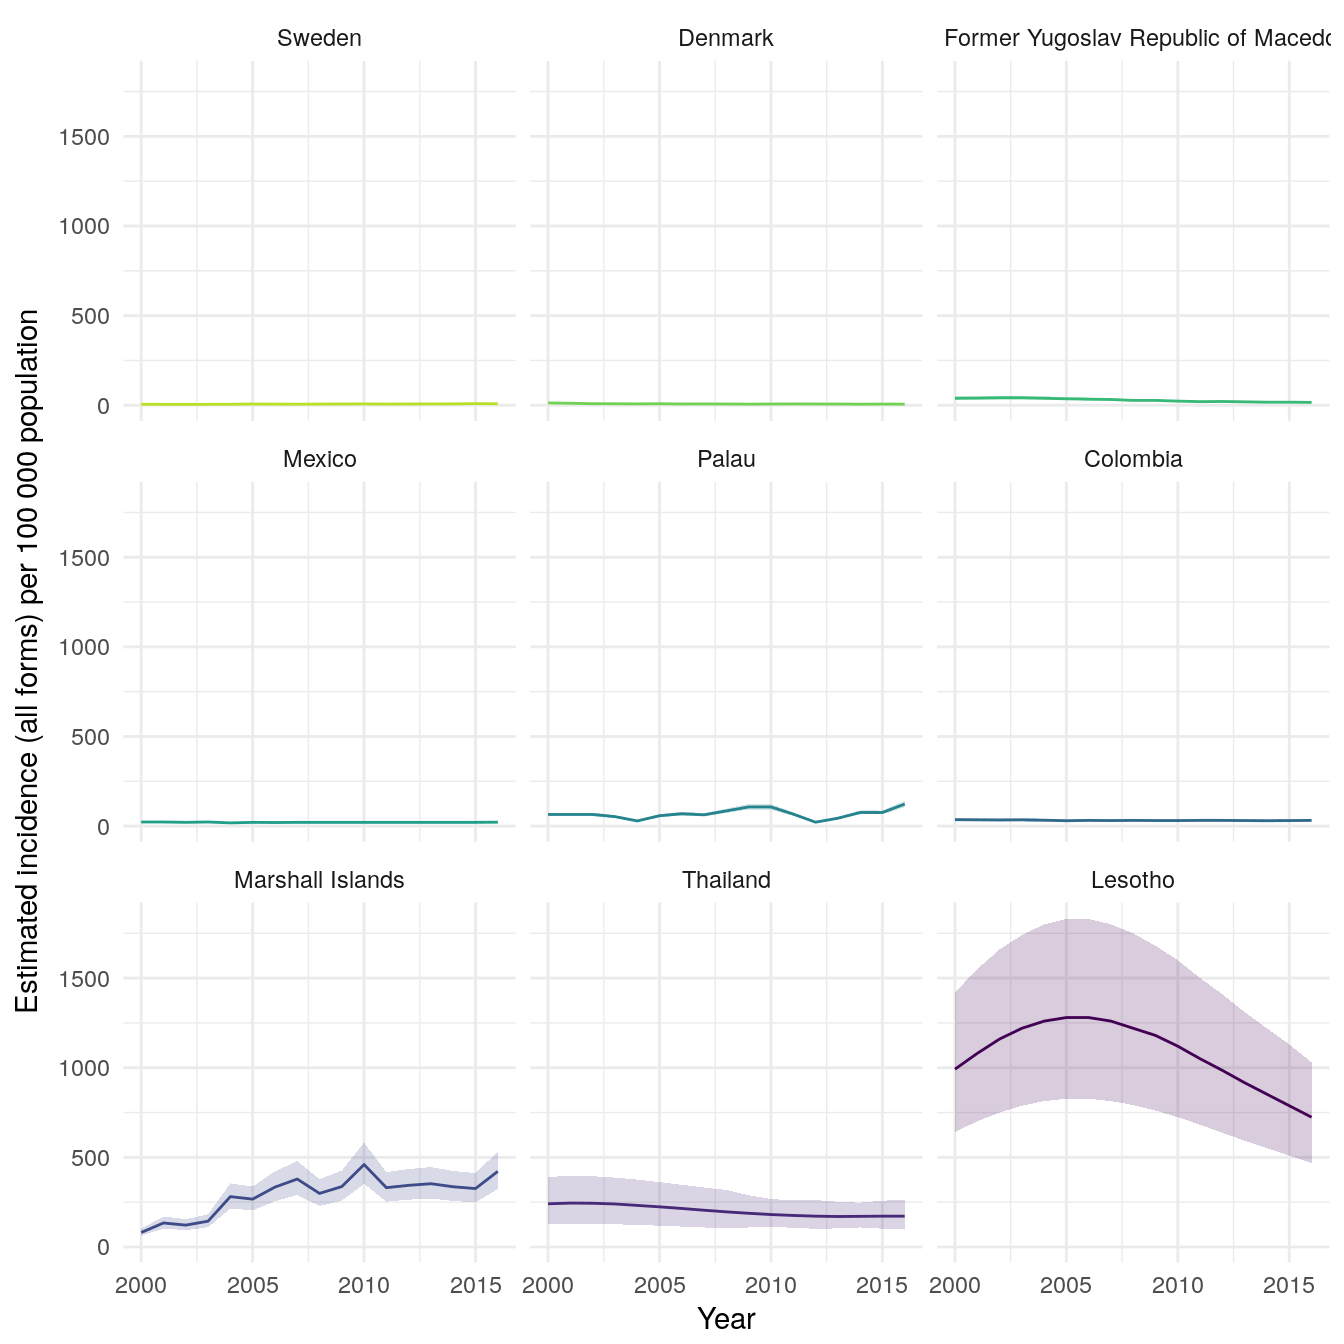 Sweden
Denmark
Former Yugoslav Republic of
1500
1000
500
0
Mexico
Palau
Colombia
1500
1000
500
0
Estimated incidence (all forms) per 100 000 population
Marshall Islands
Thailand
Lesotho
1500
1000
500
0
2000 2005 2010 2015 2000 2005 2010 2015 2000 2005 2010 2015
Year